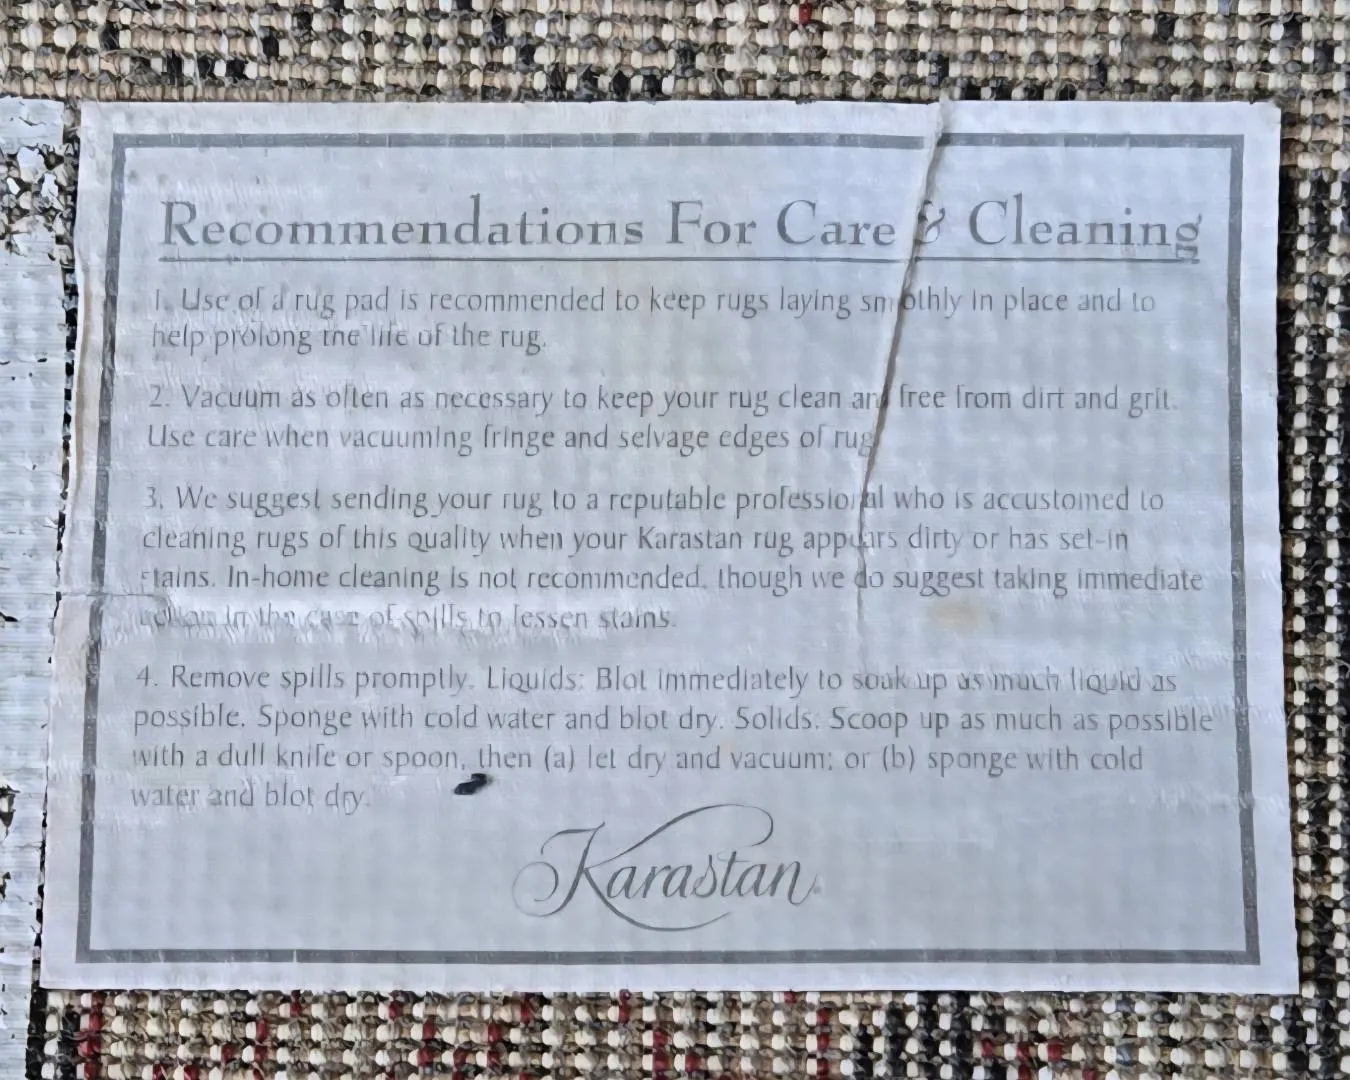 Recommendations For Care & Cleaning
1. Use of a rug pad is recommended to keep rugs laying smoothly in place and to
help prolong the life of the rug.
2. Vacuum as often as necessary to keep your rug clean and free from dirt and grit.
Use care when vacuuming fringe and selvage edges of rug.
3. We suggest sending your rug to a reputable professional who is accustomed to
cleaning rugs of this quality when your Karastan rug appears dirty or has set-in
stains. In-home cleaning is not recommended, though we do suggest taking immediate
action in the case of spills to lessen stains.
4. Remove spills promptly. Liquids: Blot immediately to soak up as much liquid as
possible. Sponge with cold water and blot dry. Solids: Scoop up as much as possible
with a dull knife or spoon, then (a) let dry and vacuum; or (b) sponge with cold
water and blot dry.
Karastan